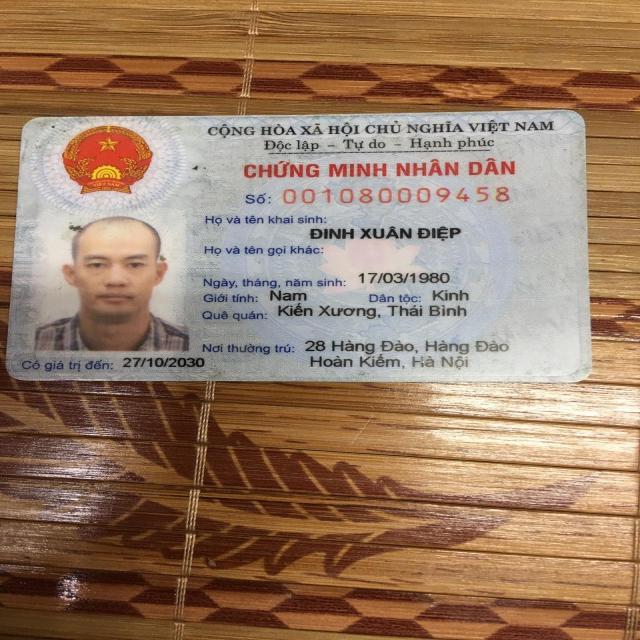 CỘNG HÒA XÃ HỘI CHỦ NGHĨA VIỆT NAM
Độc lập - Tự do - Hạnh phúc
CHỨNG MINH NHÂN DÂN
Số: 001080009458
Họ và tên khai sinh:
ĐINH XUÂN ĐIỆP
Họ và tên gọi khác:
Ngày, tháng, năm sinh: 17/03/1980
Giới tính: Nam Dân tộc: Kinh
Quê quán: Kiến Xương, Thái Bình
Nơi thường trú: 28 Hàng Đào, Hàng Đào
Hoàn Kiếm, Hà Nội
Có giá trị đến: 27/10/2030